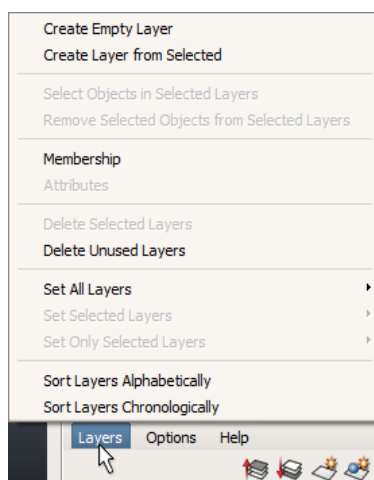 Create Empty Layer
Create Layer from Selected
Select Objects in Selected Layers
Remove Selected Objects from Selected Layers
Membership
Attributes
Delete Selected Layers
Delete Unused Layers
Set All Layers
Set Selected Layers
Set Only Selected Layers
Sort Layers Alphabetically
Sort Layers Chronologically
Layers Options Help